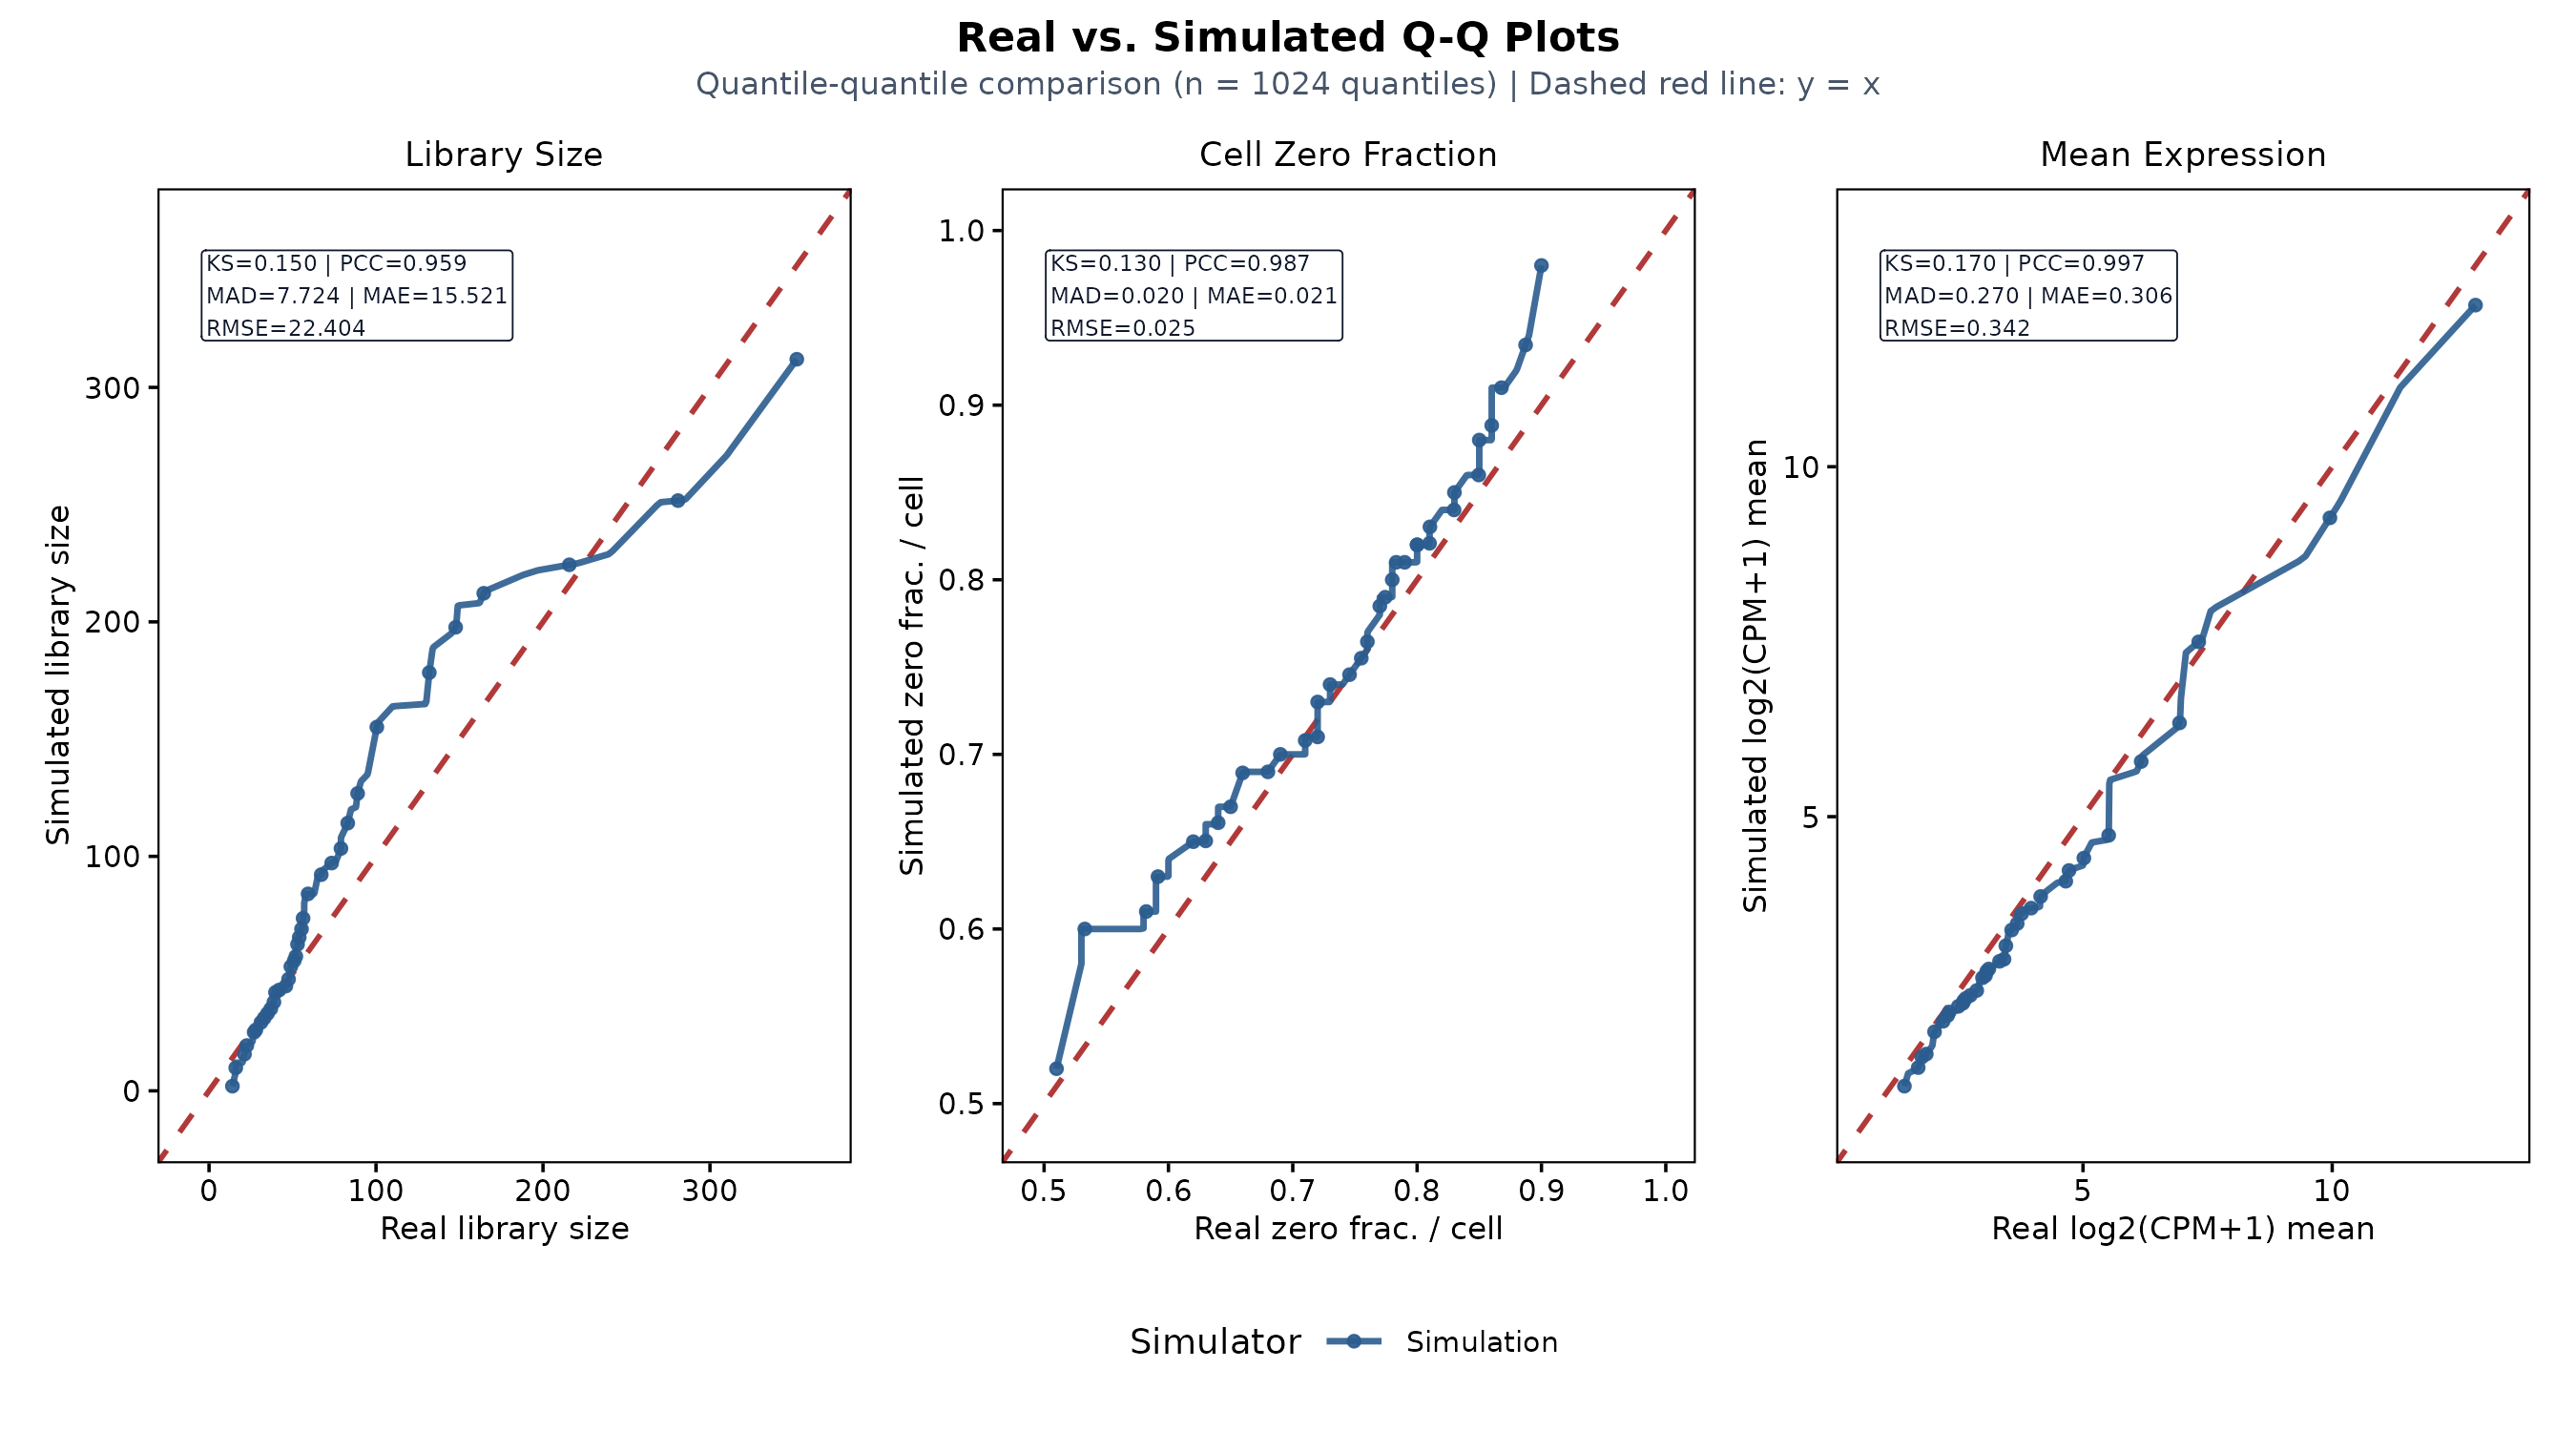 Real vs. Simulated Q-Q Plots
Quantile-quantile comparison (n = 1024 quantiles) | Dashed red line: y = x
Library Size
KS=0.150 | PCC=0.959
MAD=7.724 | MAE=15.521
RMSE=22.404
Simulated library size
300
200
100
0
0 100 200 300
Real library size
Cell Zero Fraction
KS=0.130 | PCC=0.987
MAD=0.020 | MAE=0.021
RMSE=0.025
Simulated zero frac. / cell
1.0
0.9
0.8
0.7
0.6
0.5
0.5 0.6 0.7 0.8 0.9 1.0
Real zero frac. / cell
Mean Expression
KS=0.170 | PCC=0.997
MAD=0.270 | MAE=0.306
RMSE=0.342
Simulated log2(CPM+1) mean
10
5
5 10
Real log2(CPM+1) mean
Simulator Simulation